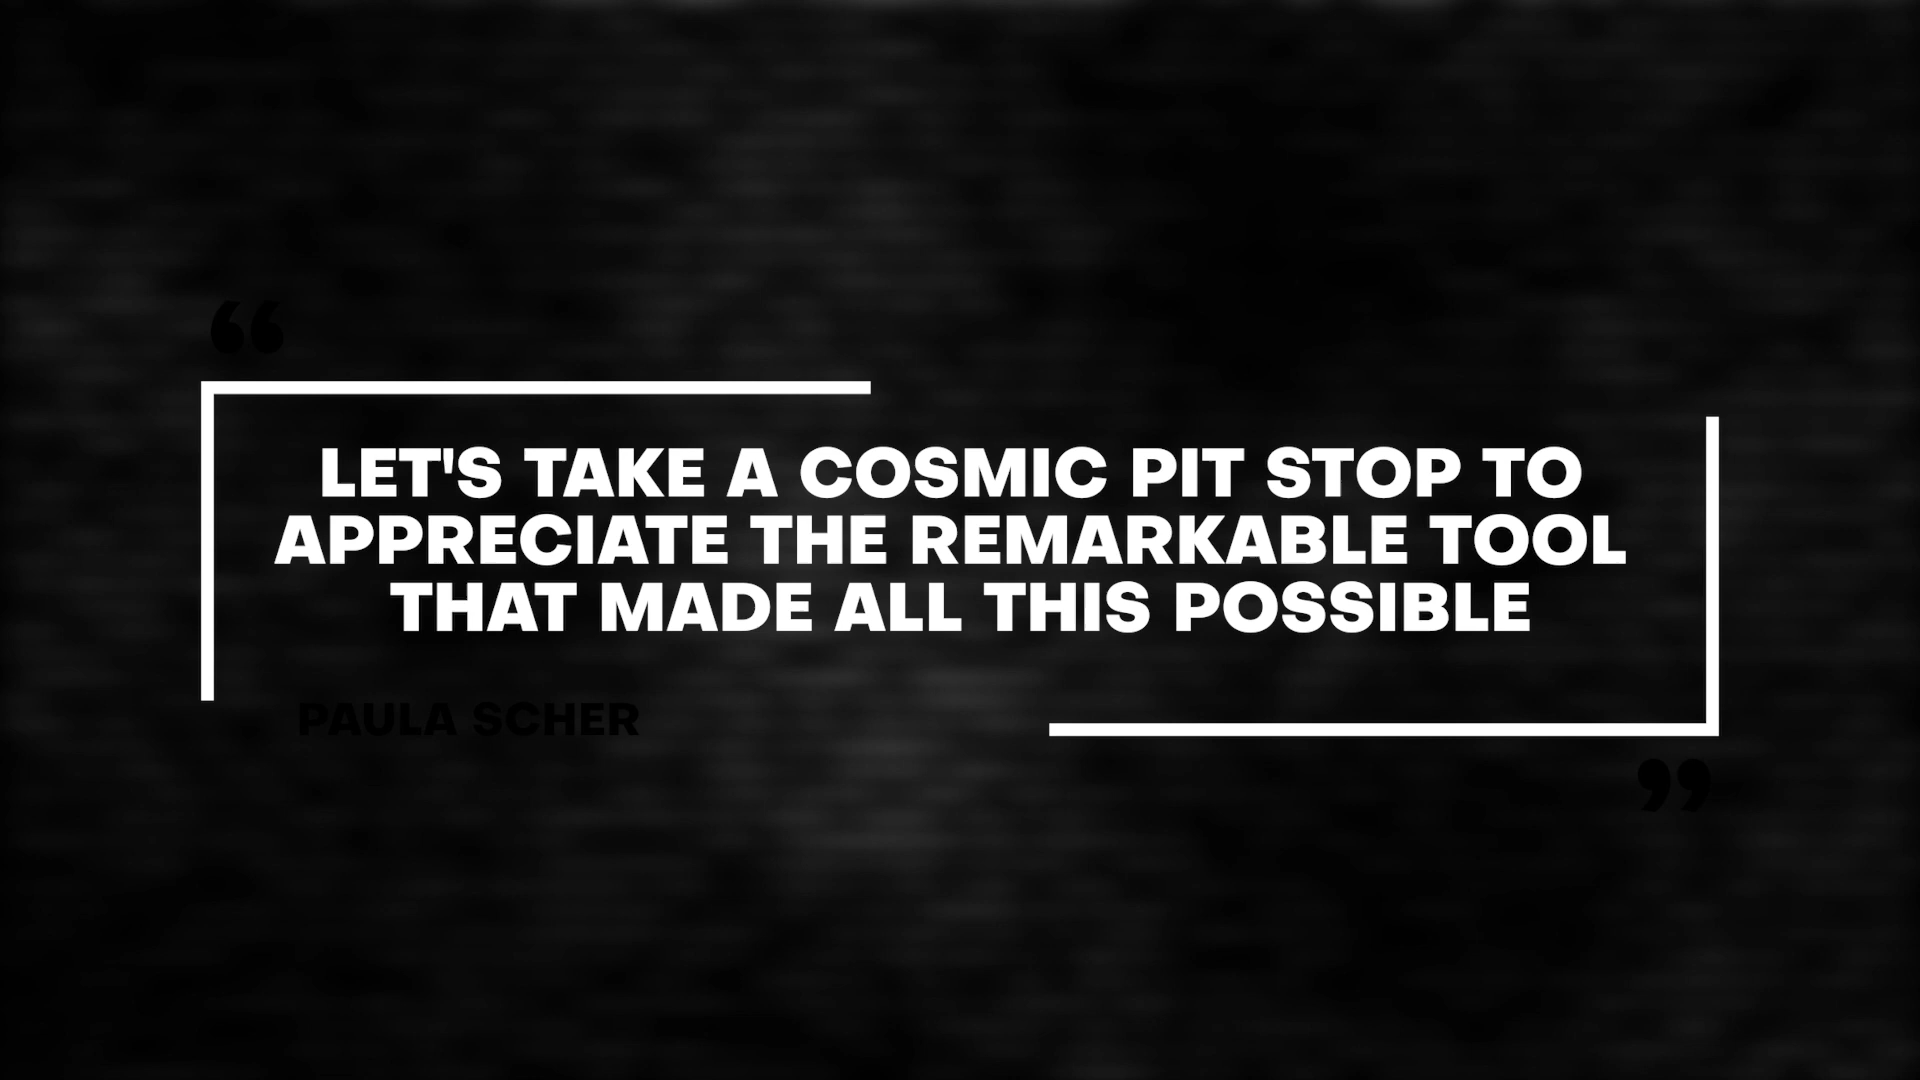 “
LET'S TAKE A COSMIC PIT STOP TO
APPRECIATE THE REMARKABLE TOOL
THAT MADE ALL THIS POSSIBLE
PAULA SCHER
”